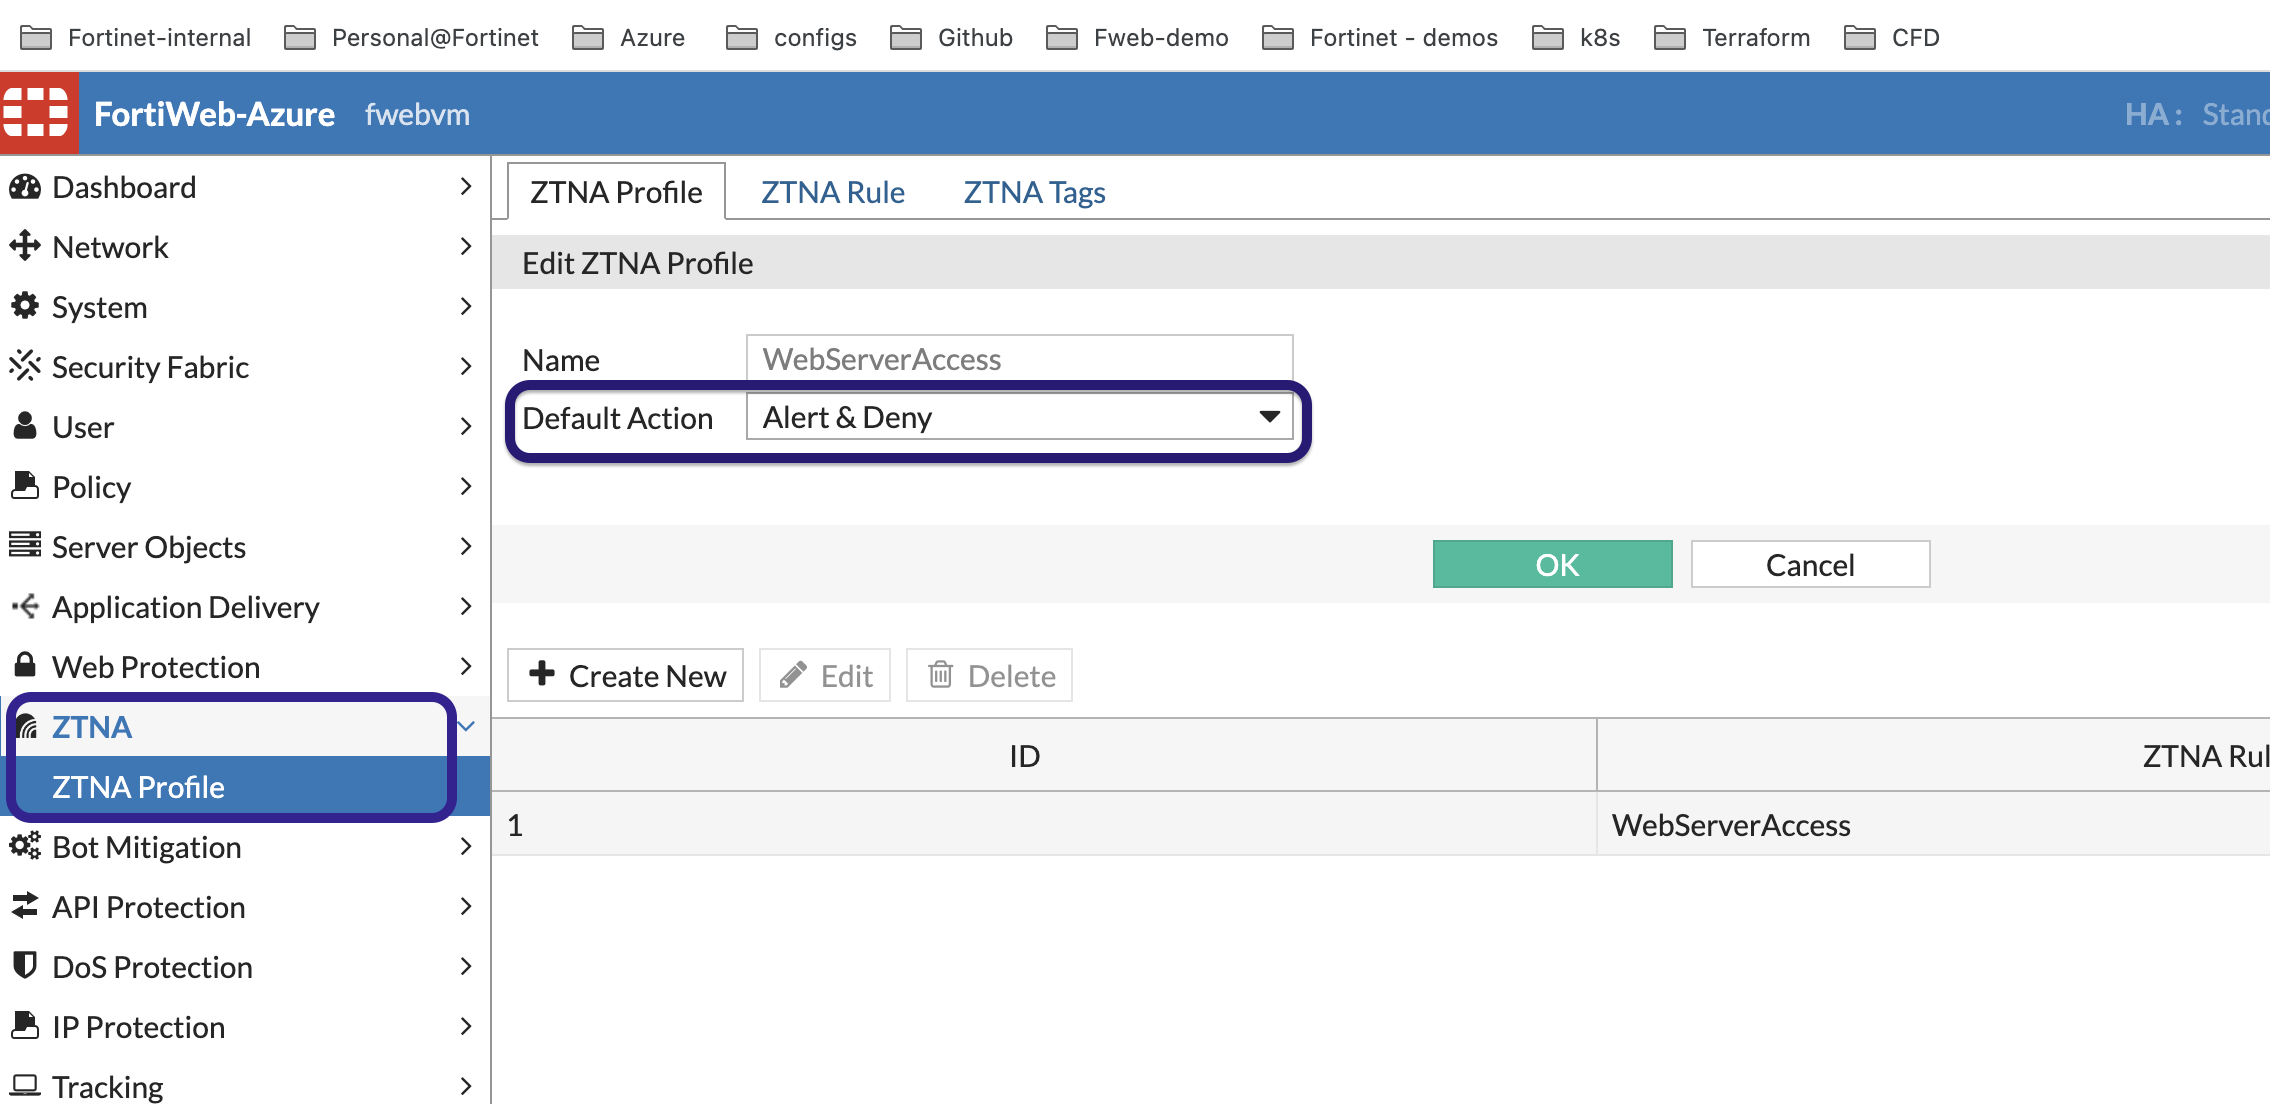 Fortinet-internal Personal@Fortinet Azure configs Github Fweb-demo Fortinet - demos k8s Terraform CFD
FortiWeb-Azure fwebvm HA: Stand
Dashboard
Network
System
Security Fabric
User
Policy
Server Objects
Application Delivery
Web Protection
ZTNA
ZTNA Profile
Bot Mitigation
API Protection
DoS Protection
IP Protection
Tracking
ZTNA Profile ZTNA Rule ZTNA Tags
Edit ZTNA Profile
Name WebServerAccess
Default Action Alert & Deny
OK Cancel
Create New Edit Delete
ID ZTNA Rul
1 WebServerAccess